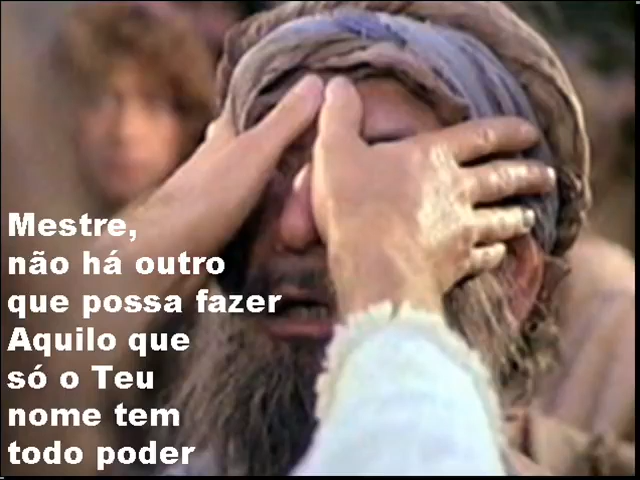 Mestre,
não há outro
que possa fazer
Aquilo que
só o Teu
nome tem
todo poder